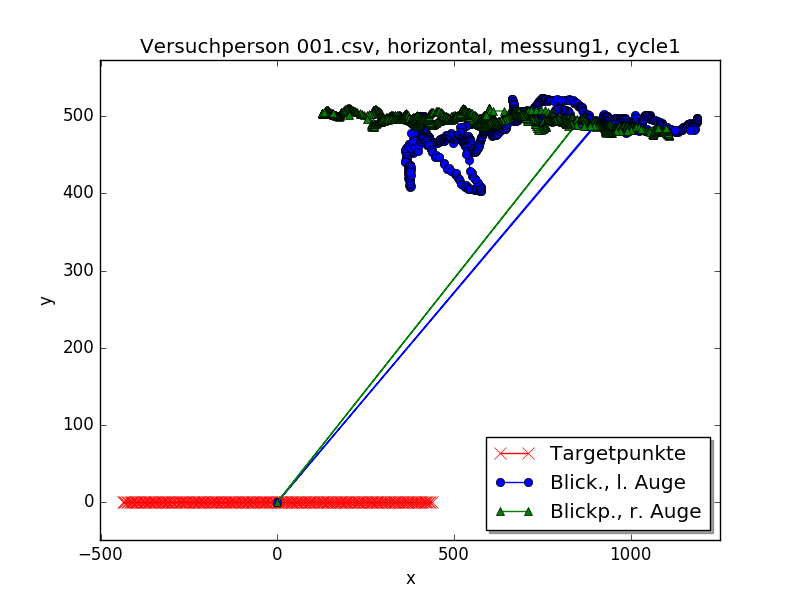 Versuchperson 001.csv, horizontal, messung1, cycle1
500
400
300
200
100
0
y
−500
0
500
1000
x
Targetpunkte
Blick., l. Auge
Blickp., r. Auge